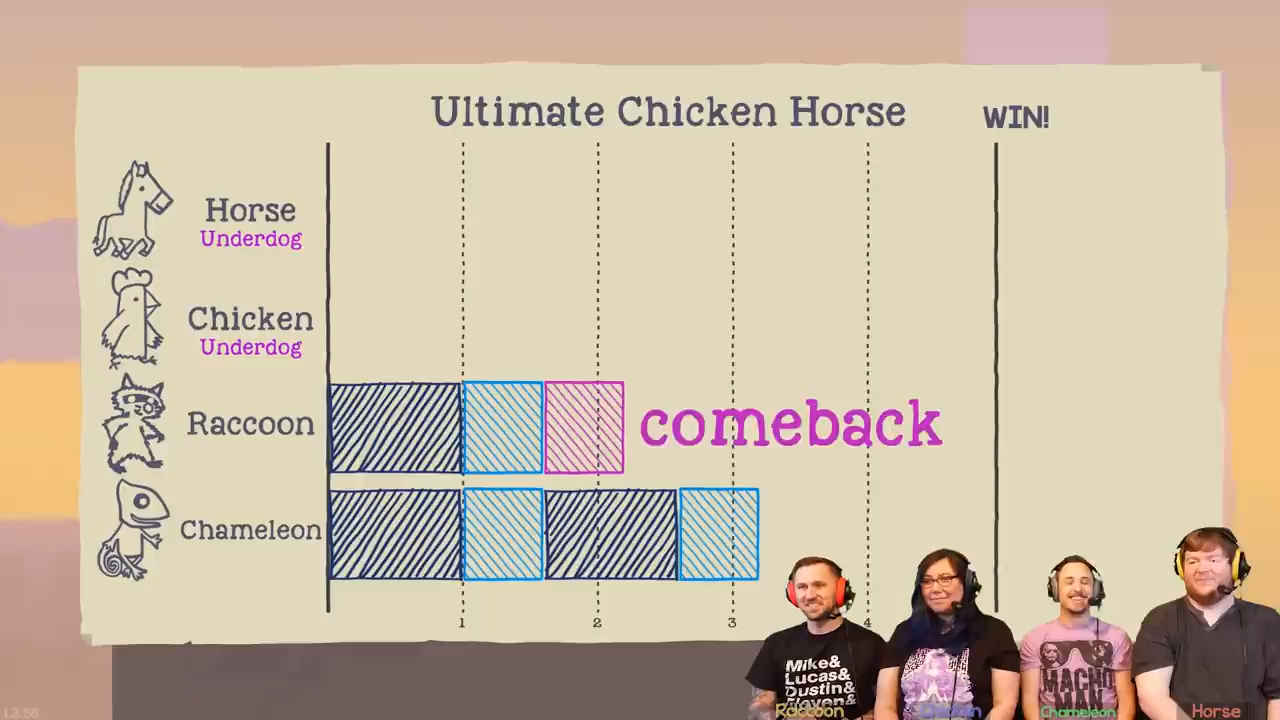 Ultimate Chicken Horse
WIN!
Horse
Underdog
Chicken
Underdog
Raccoon
comeback
Chameleon
1 2 3 4
Mike&
Lucas&
Dustin&
MACHO
MAN
Raccoon
Chicken
Chameleon
Horse